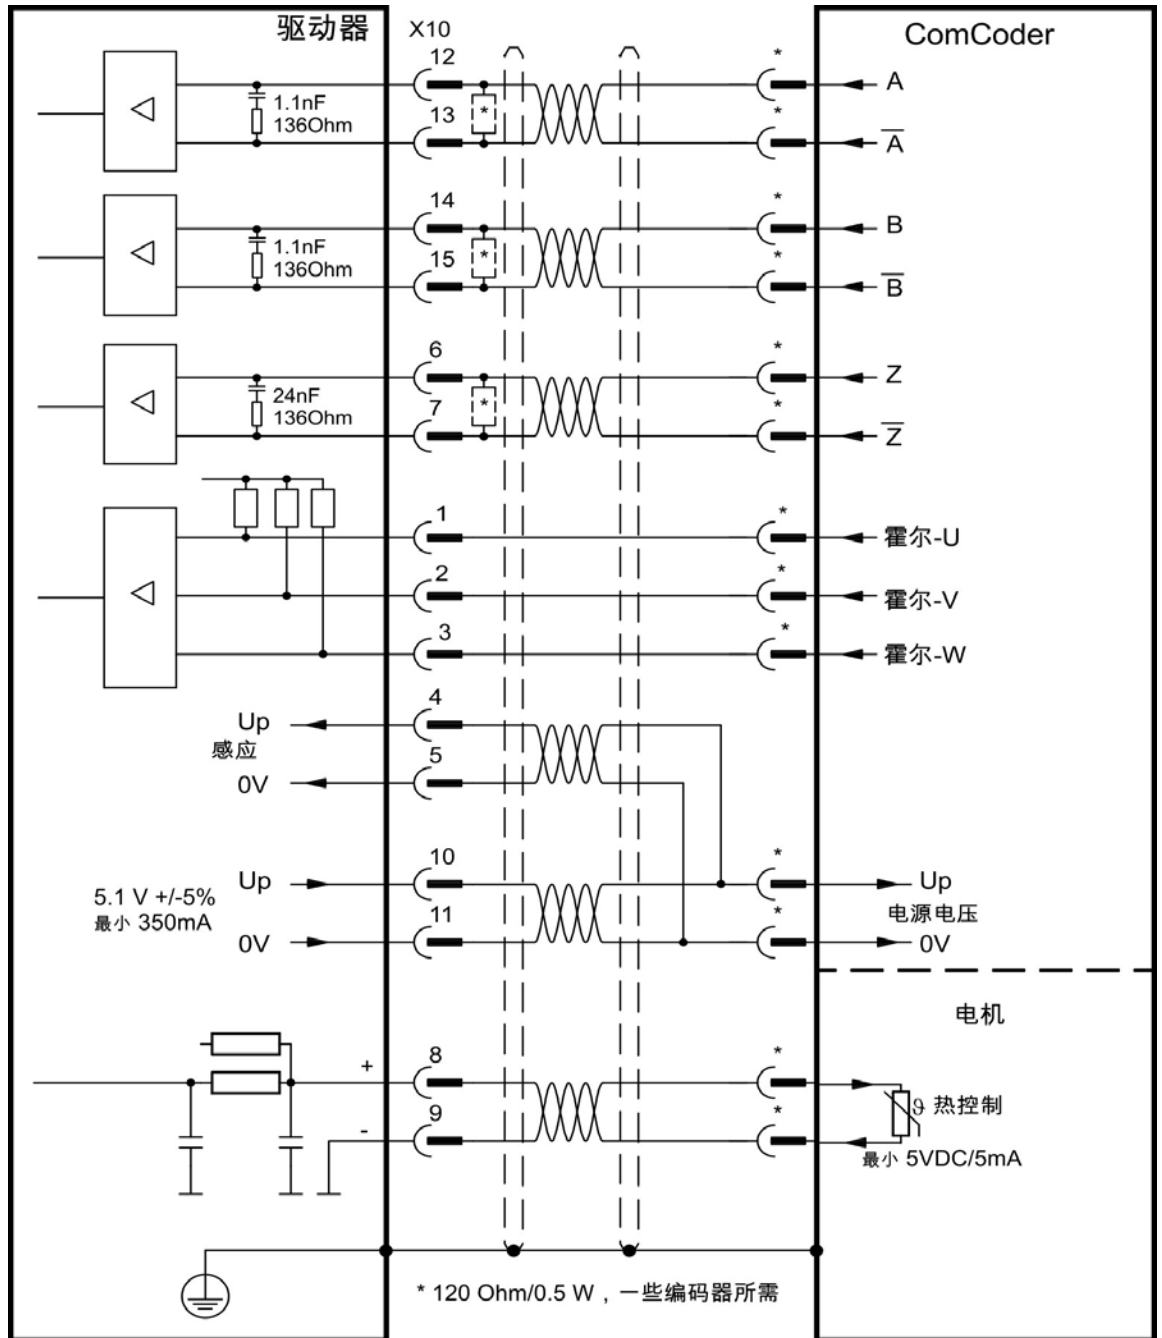 驱动器
X10
ComCoder
12
*
A
1.1nF
136Ohm
*
13
*
A̅
14
*
B
1.1nF
136Ohm
*
15
*
B̅
6
*
Z
24nF
136Ohm
*
7
*
Z̅
1
*
霍尔-U
2
*
霍尔-V
3
*
霍尔-W
4
Up
感应
5
0V
10
*
Up
Up
5.1 V +/-5%
最小 350mA
电源电压
11
*
0V
0V
电机
8
*
+
ϑ 热控制
9
*
-
最小 5VDC/5mA
* 120 Ohm/0.5 W，一些编码器所需